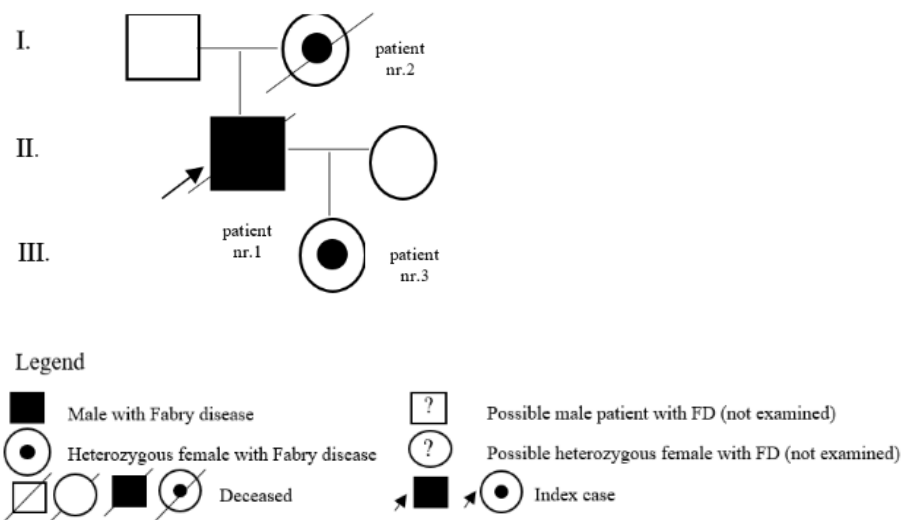 I.
patient
nr.2
II.
patient
nr.1
III.
patient
nr.3
Legend
Male with Fabry disease
? Possible male patient with FD (not examined)
Heterozygous female with Fabry disease
? Possible heterozygous female with FD (not examined)
Deceased
Index case